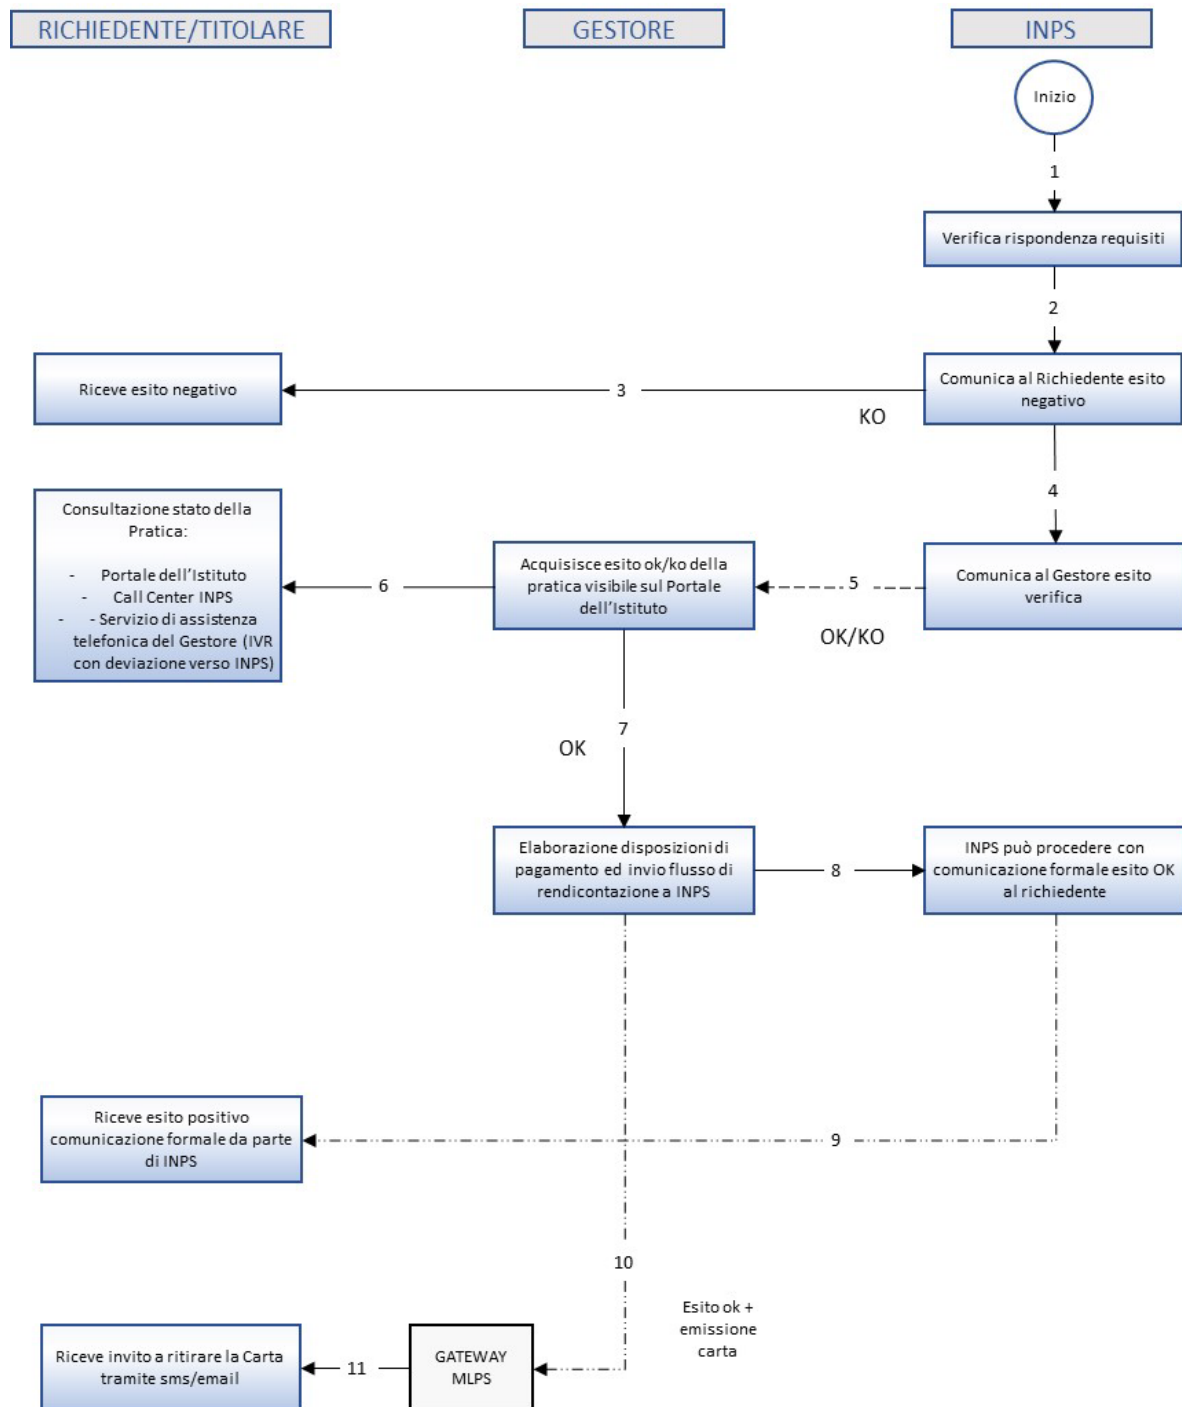 RICHIEDENTE/TITOLARE
GESTORE
INPS
Inizio
1
Verifica rispondenza requisiti
2
Riceve esito negativo
3
KO
Comunica al Richiedente esito
negativo
4
Consultazione stato della
Pratica:
- Portale dell'Istituto
- Call Center INPS
- - Servizio di assistenza
telefonica del Gestore (IVR
con deviazione verso INPS)
6
Acquisisce esito ok/ko della
pratica visibile sul Portale
dell'Istituto
5
OK/KO
Comunica al Gestore esito
verifica
7
OK
Elaborazione disposizioni di
pagamento ed invio flusso di
rendicontazione a INPS
8
INPS può procedere con
comunicazione formale esito OK
al richiedente
Riceve esito positivo
comunicazione formale da parte
di INPS
9
10
Esito ok +
emissione
carta
Riceve invito a ritirare la Carta
tramite sms/email
11
GATEWAY
MLPS